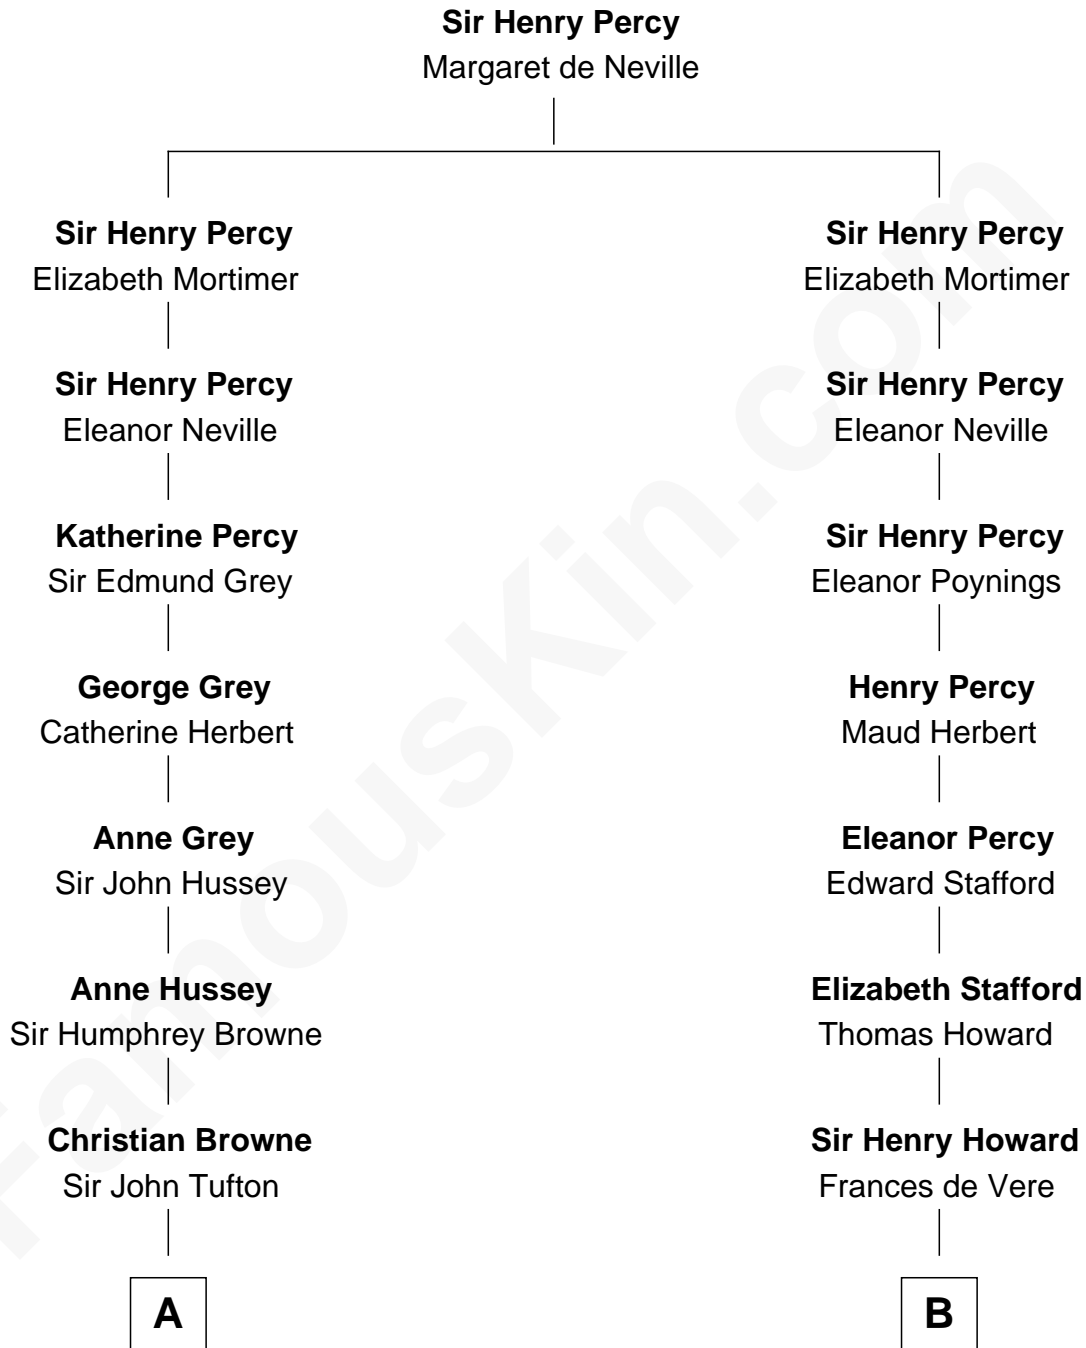 Sir Henry Percy
Margaret de Neville
Sir Henry Percy
Elizabeth Mortimer
Sir Henry Percy
Eleanor Neville
Katherine Percy
Sir Edmund Grey
George Grey
Catherine Herbert
Anne Grey
Sir John Hussey
Anne Hussey
Sir Humphrey Browne
Christian Browne
Sir John Tufton
A
Sir Henry Percy
Elizabeth Mortimer
Sir Henry Percy
Eleanor Neville
Sir Henry Percy
Eleanor Poynings
Henry Percy
Maud Herbert
Eleanor Percy
Edward Stafford
Elizabeth Stafford
Thomas Howard
Sir Henry Howard
Frances de Vere
B
FamousKin.com